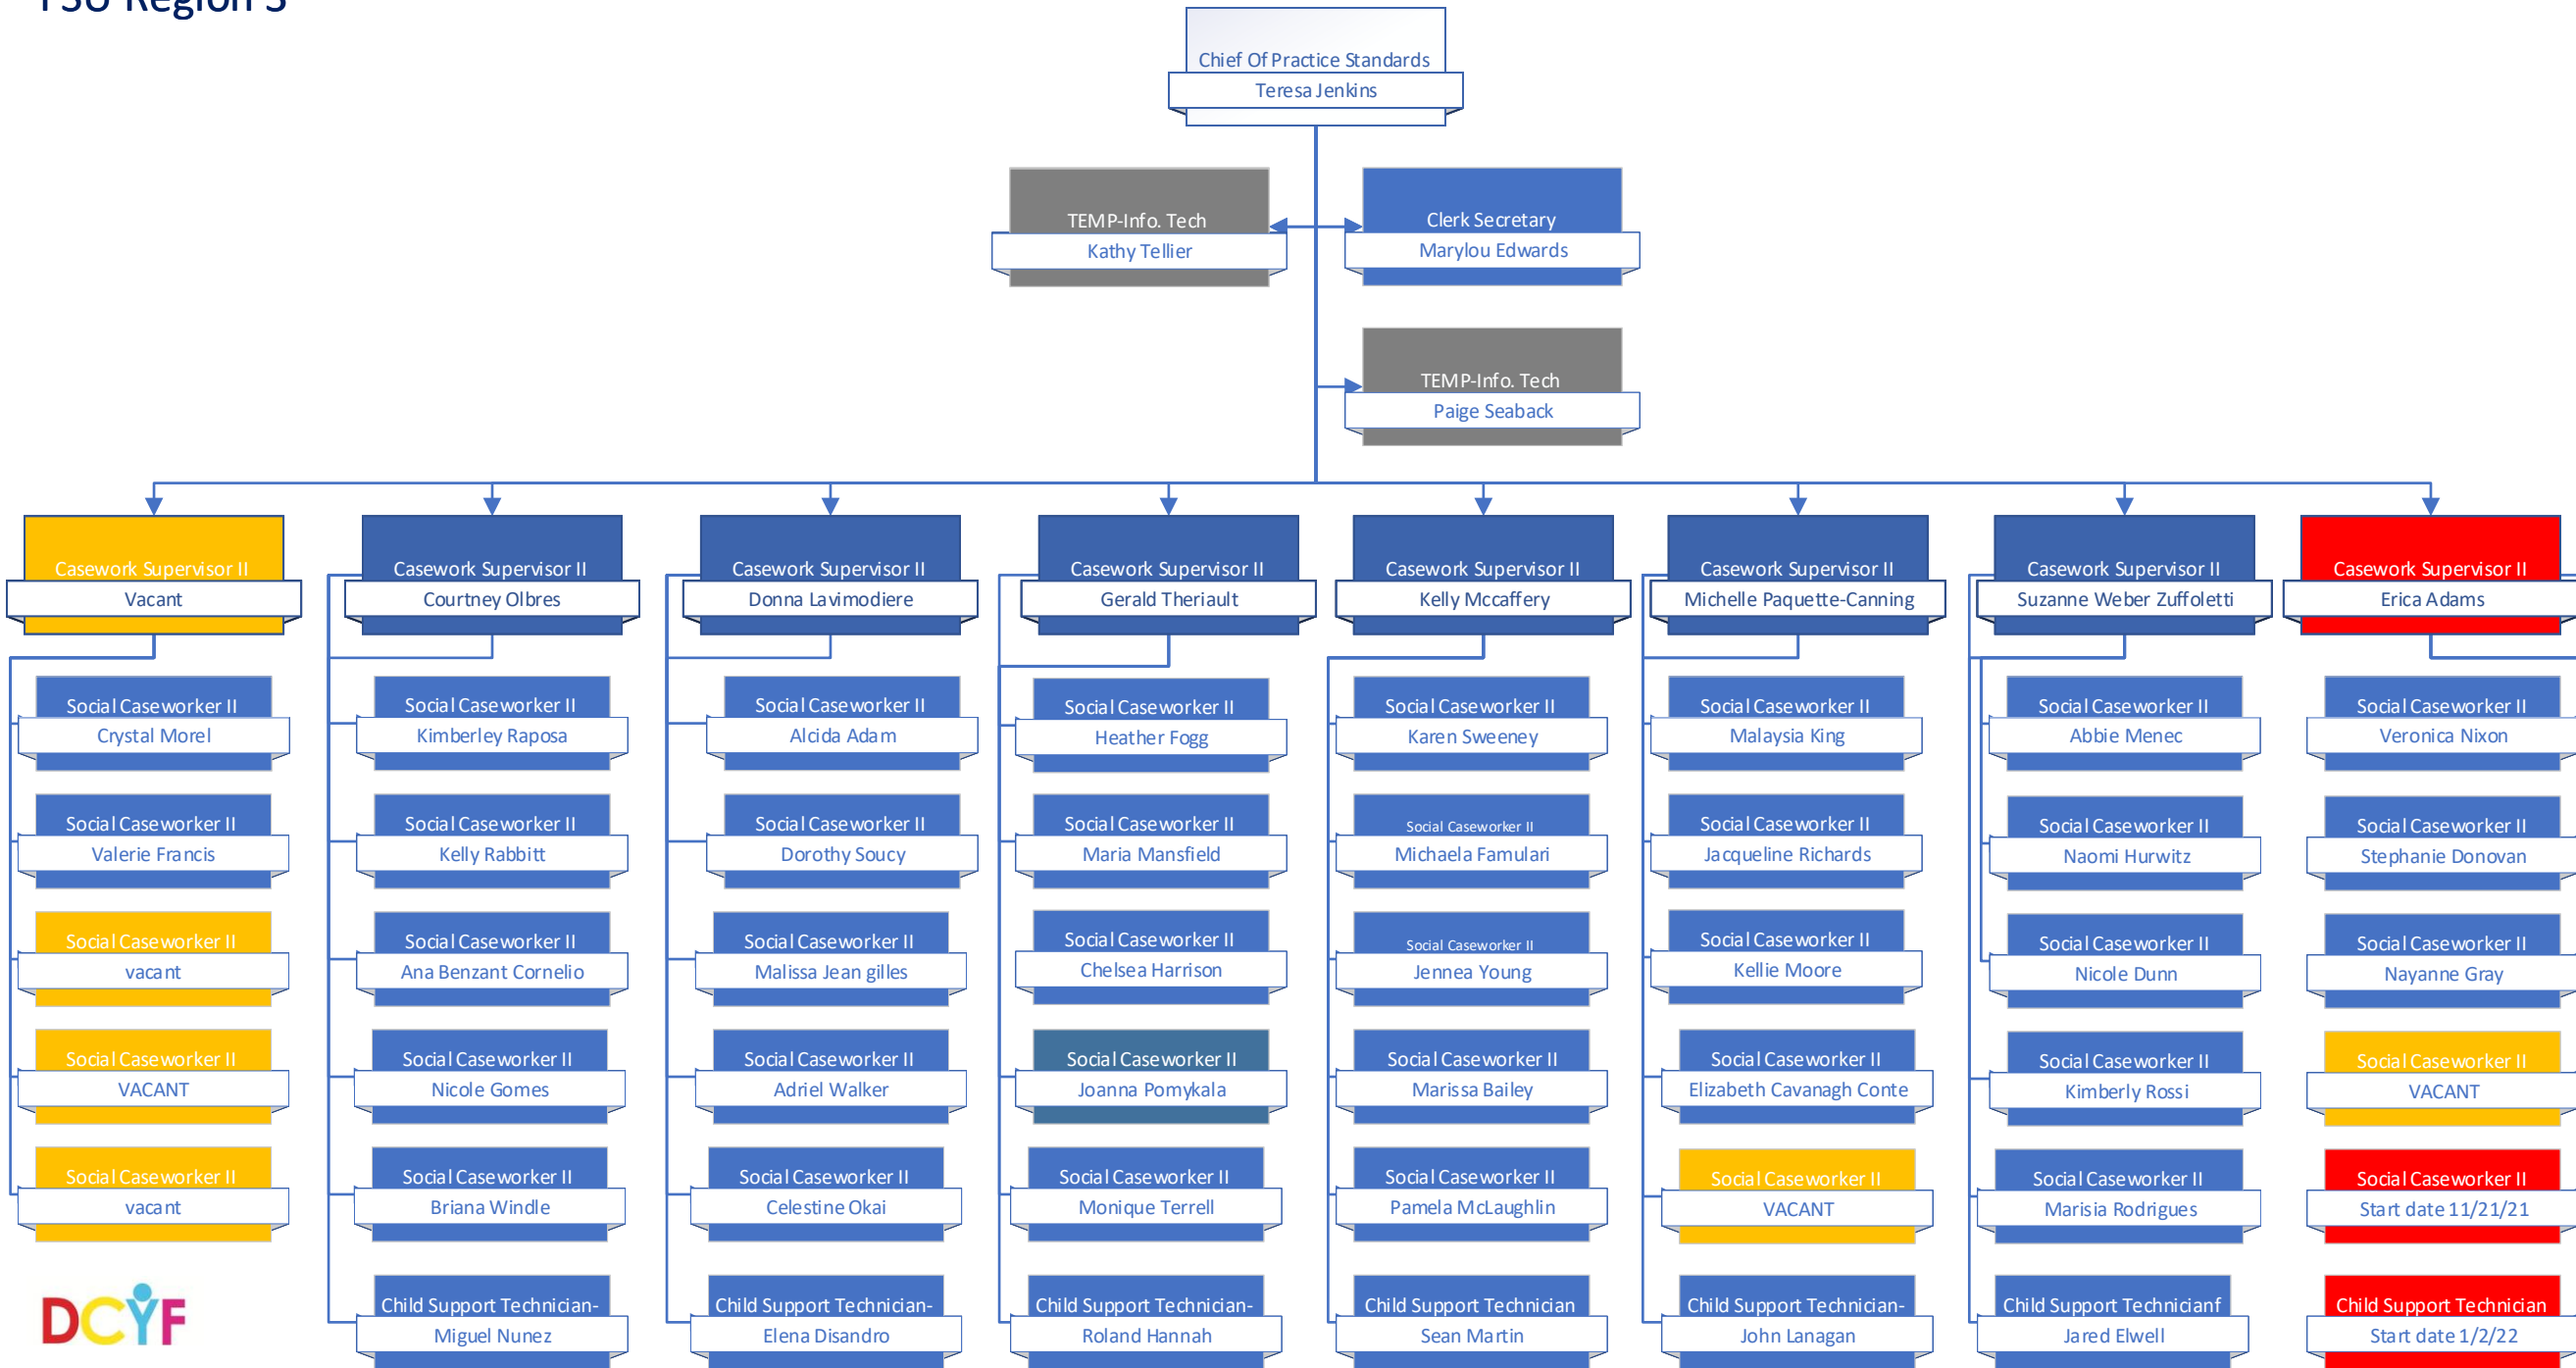 FSU Region 3
Chief Of Practice Standards
Teresa Jenkins
TEMP-Info. Tech
Kathy Tellier
Clerk Secretary
Marylou Edwards
TEMP-Info. Tech
Paige Seaback
Casework Supervisor II
Vacant
Casework Supervisor II
Courtney Olbres
Casework Supervisor II
Donna Lavimodiere
Casework Supervisor II
Gerald Theriault
Casework Supervisor II
Kelly Mccaffery
Casework Supervisor II
Michelle Paquette-Canning
Casework Supervisor II
Suzanne Weber Zuffoletti
Casework Supervisor II
Erica Adams
Social Caseworker II
Crystal Morel
Social Caseworker II
Kimberley Raposa
Social Caseworker II
Alcida Adam
Social Caseworker II
Heather Fogg
Social Caseworker II
Karen Sweeney
Social Caseworker II
Malaysia King
Social Caseworker II
Abbie Menec
Social Caseworker II
Veronica Nixon
Social Caseworker II
Valerie Francis
Social Caseworker II
Kelly Rabbitt
Social Caseworker II
Dorothy Soucy
Social Caseworker II
Maria Mansfield
Social Caseworker II
Michaela Famulari
Social Caseworker II
Jacqueline Richards
Social Caseworker II
Naomi Hurwitz
Social Caseworker II
Stephanie Donovan
Social Caseworker II
vacant
Social Caseworker II
Ana Benzant Cornelio
Social Caseworker II
Malissa Jean gilles
Social Caseworker II
Chelsea Harrison
Social Caseworker II
Jennea Young
Social Caseworker II
Kellie Moore
Social Caseworker II
Nicole Dunn
Social Caseworker II
Nayanne Gray
Social Caseworker II
VACANT
Social Caseworker II
Nicole Gomes
Social Caseworker II
Adriel Walker
Social Caseworker II
Joanna Pomykala
Social Caseworker II
Marissa Bailey
Social Caseworker II
Elizabeth Cavanagh Conte
Social Caseworker II
Kimberly Rossi
Social Caseworker II
VACANT
Social Caseworker II
vacant
Social Caseworker II
Briana Windle
Social Caseworker II
Celestine Okai
Social Caseworker II
Monique Terrell
Social Caseworker II
Pamela McLaughlin
Social Caseworker II
VACANT
Social Caseworker II
Marisia Rodrigues
Social Caseworker II
Start date 11/21/21
Child Support Technician-
Miguel Nunez
Child Support Technician-
Elena Disandro
Child Support Technician-
Roland Hannah
Child Support Technician
Sean Martin
Child Support Technician-
John Lanagan
Child Support Technicianf
Jared Elwell
Child Support Technician
Start date 1/2/22
DCYF